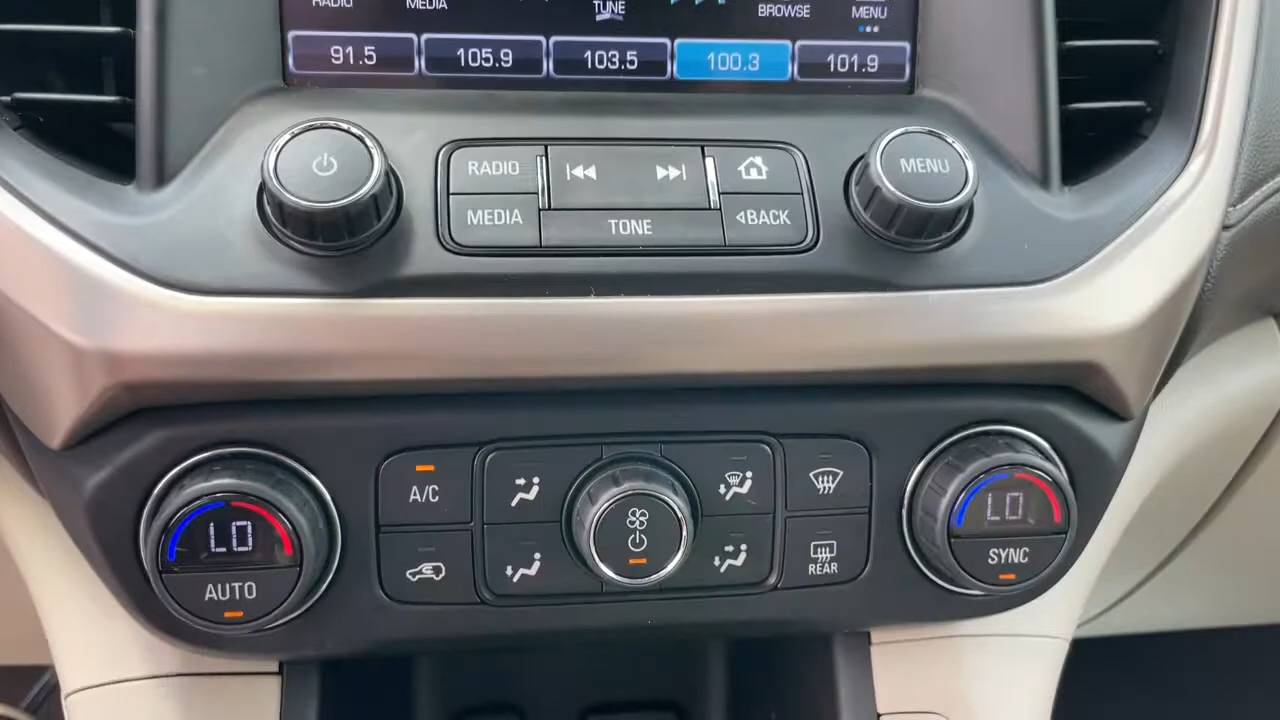 RADIO MEDIA TUNE BROWSE MENU
91.5 105.9 103.5 100.3 101.9
RADIO
MEDIA
TONE
◁BACK
MENU
A/C
LO
AUTO
REAR
LO
SYNC